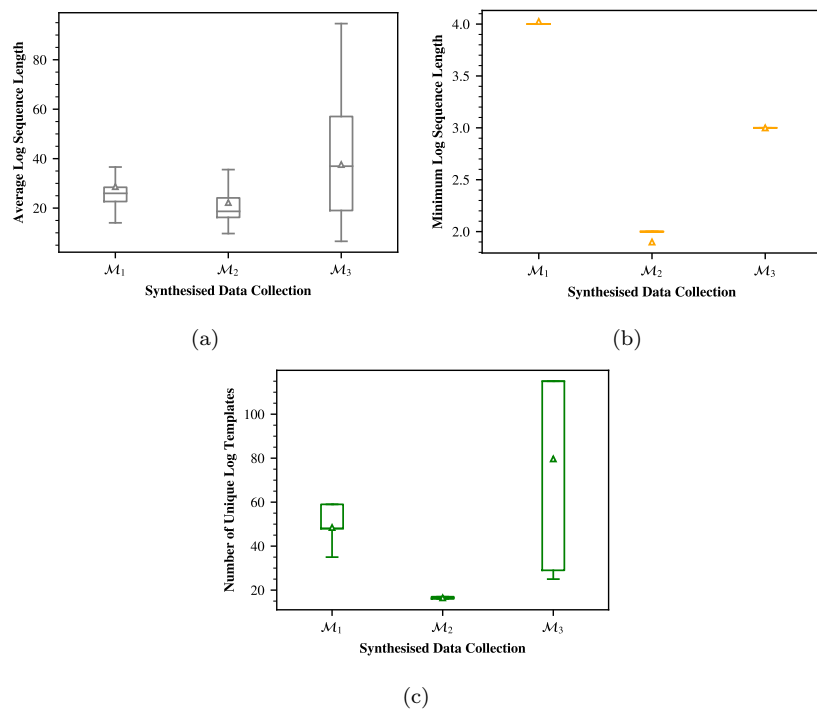 Average Log Sequence Length
80
60
40
20
ℳ₁ ℳ₂ ℳ₃
Synthesised Data Collection
(a)
Minimum Log Sequence Length
4.0
3.5
3.0
2.5
2.0
ℳ₁ ℳ₂ ℳ₃
Synthesised Data Collection
(b)
Number of Unique Log Templates
100
80
60
40
20
ℳ₁ ℳ₂ ℳ₃
Synthesised Data Collection
(c)